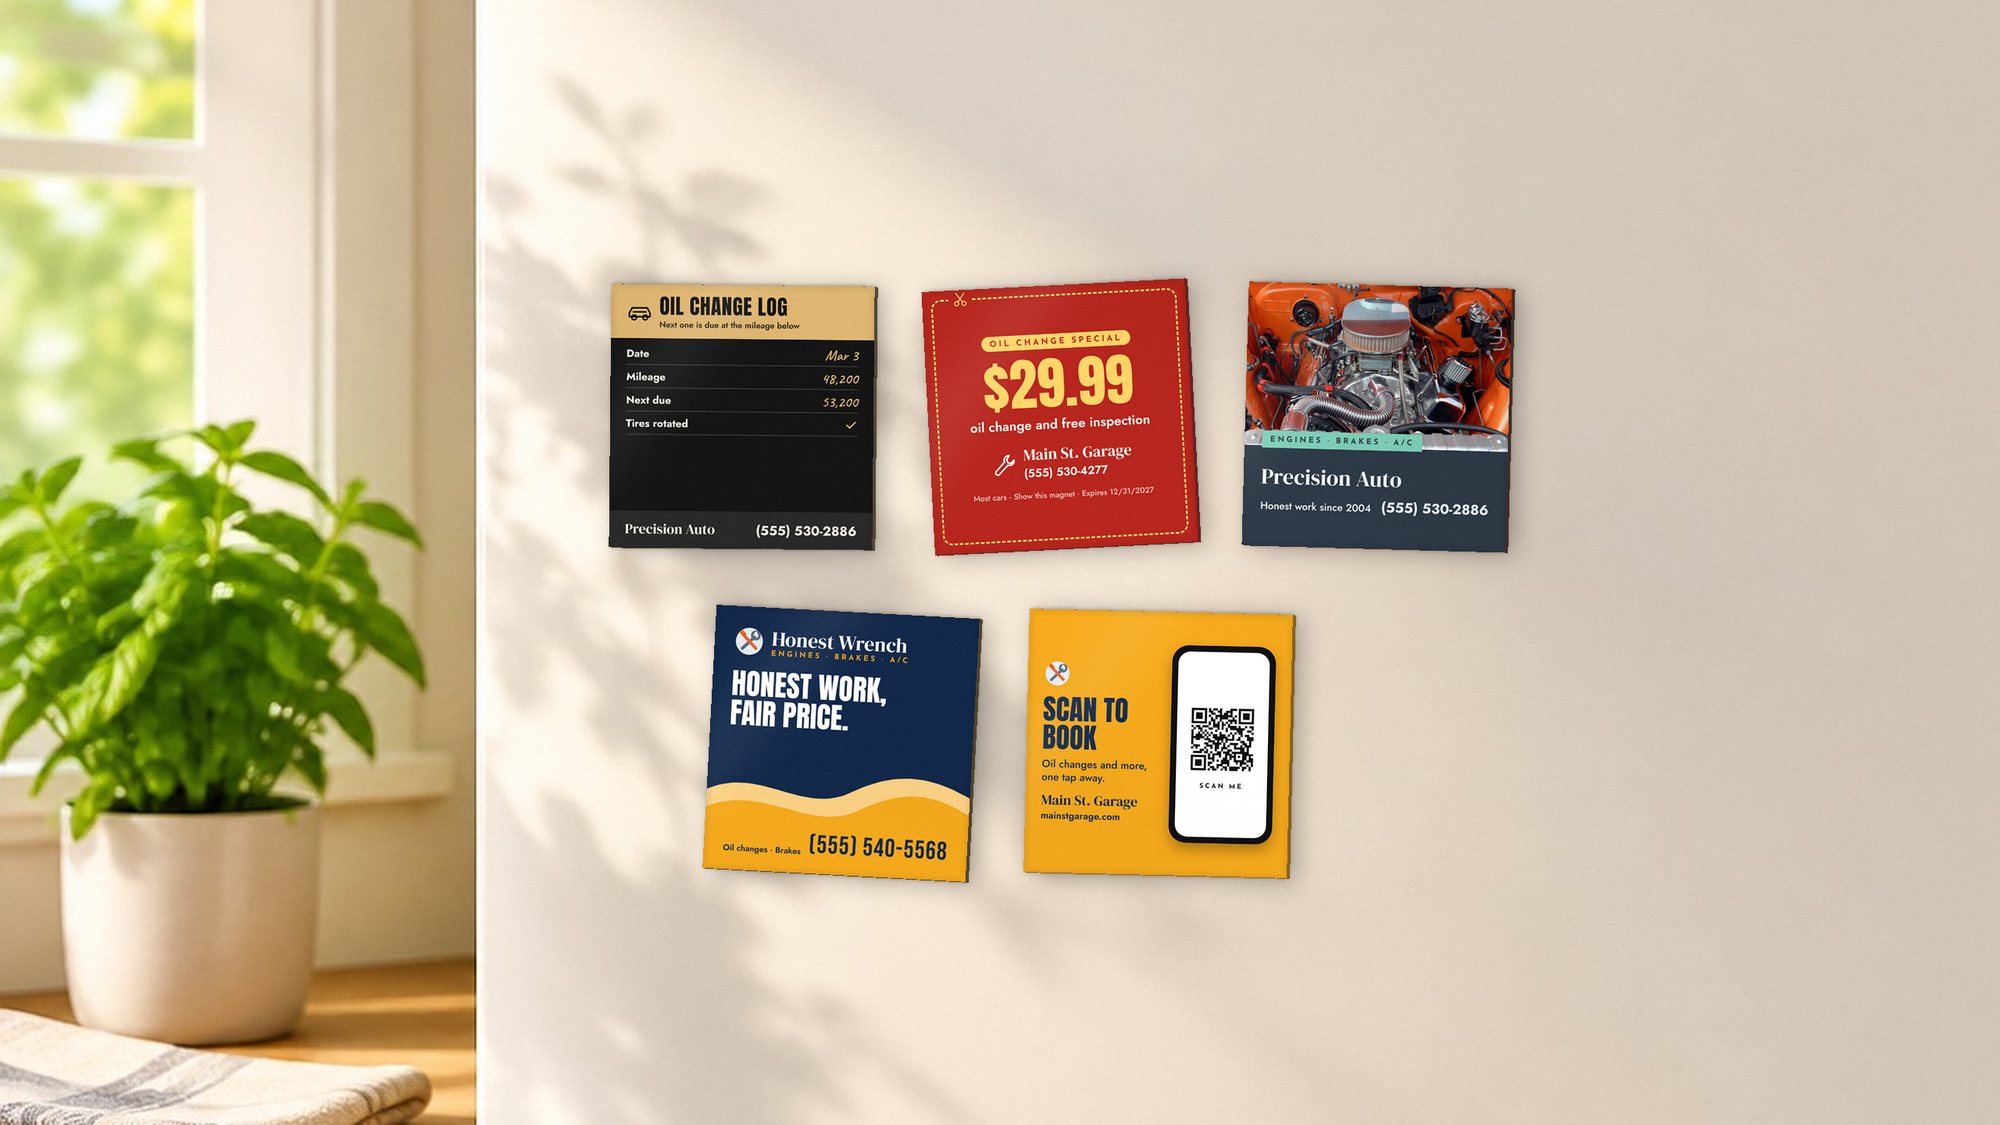 OIL CHANGE LOG
Next one is due at the mileage below
Date Mar 3
Mileage 48,200
Next due 53,200
Tires rotated
Precision Auto (555) 530-2886
OIL CHANGE SPECIAL
$29.99
oil change and free inspection
Main St. Garage
(555) 530-4277
Most cars · Show this magnet · Expires 12/31/2027
ENGINES · BRAKES · A/C
Precision Auto
Honest work since 2004 (555) 530-2886
Honest Wrench
ENGINES · BRAKES · A/C
HONEST WORK,
FAIR PRICE.
Oil changes · Brakes (555) 540-5568
SCAN TO
BOOK
Oil changes and more,
one tap away.
Main St. Garage
mainstgarage.com
SCAN ME